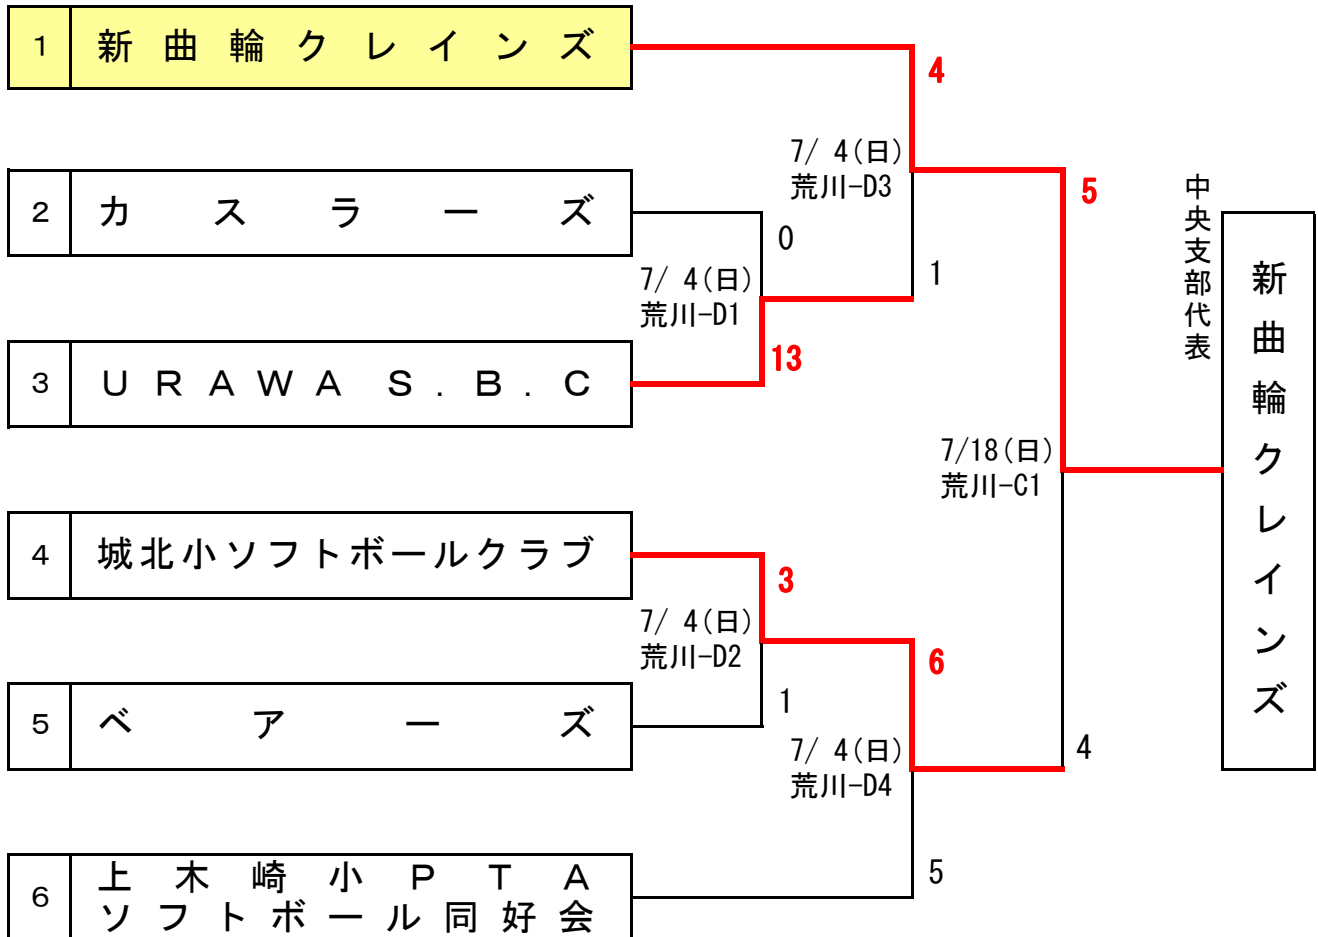 1 新曲輪クレインズ
4
7/ 4(日)
荒川-D3
2 カスラーズ
0
7/ 4(日)
荒川-D1
1
5
3 URAWA S.B.C
13
中央支部代表
新曲輪クレインズ
7/18(日)
荒川-C1
4 城北小ソフトボールクラブ
3
7/ 4(日)
荒川-D2
6
5 ベアーズ
1
7/ 4(日)
荒川-D4
4
6 上木崎小PTA
ソフトボール同好会
5